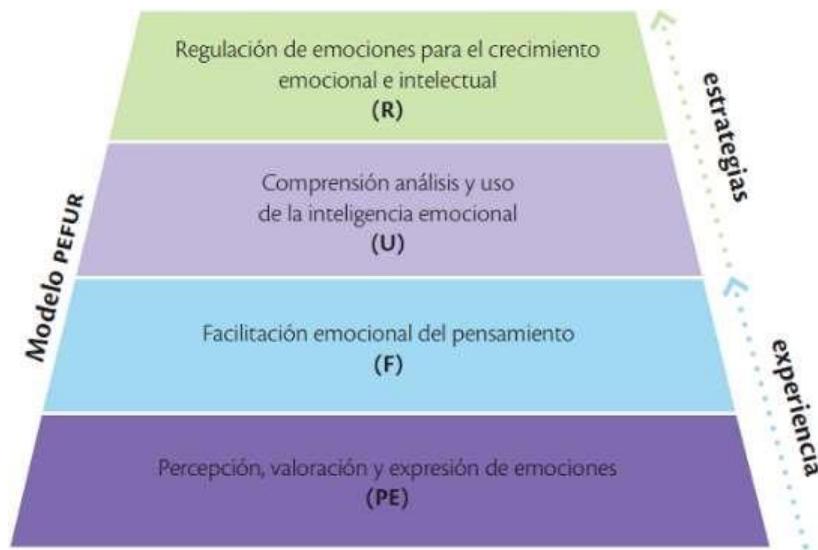 Regulación de emociones para el crecimiento
emocional e intelectual
(R)
estrategias
Comprensión análisis y uso
de la inteligencia emocional
(U)
Modelo PEFUR
Facilitación emocional del pensamiento
(F)
experiencia
Percepción, valoración y expresión de emociones
(PE)